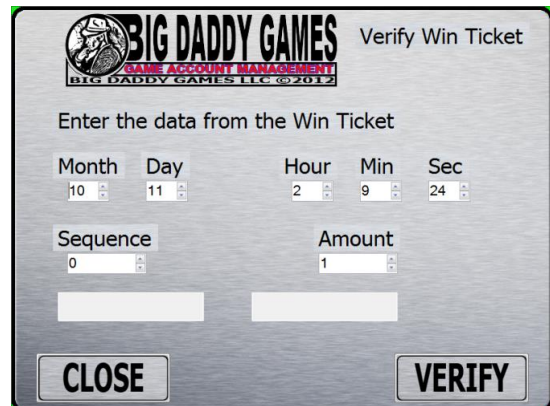 BIG DADDY GAMES
GAME ACCOUNT MANAGEMENT
BIG DADDY GAMES LLC ©2012
Verify Win Ticket
Enter the data from the Win Ticket
Month Day Hour Min Sec
10 11 2 9 24
Sequence Amount
0 1
CLOSE VERIFY